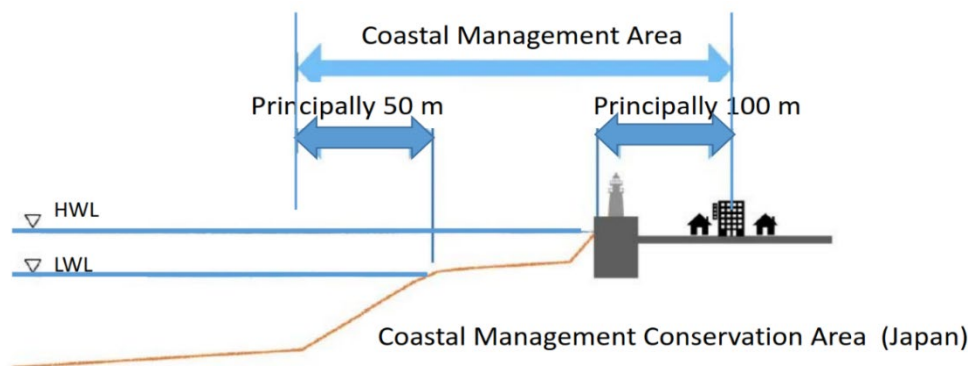 Coastal Management Area
Principally 50 m
Principally 100 m
HWL
LWL
Coastal Management Conservation Area (Japan)